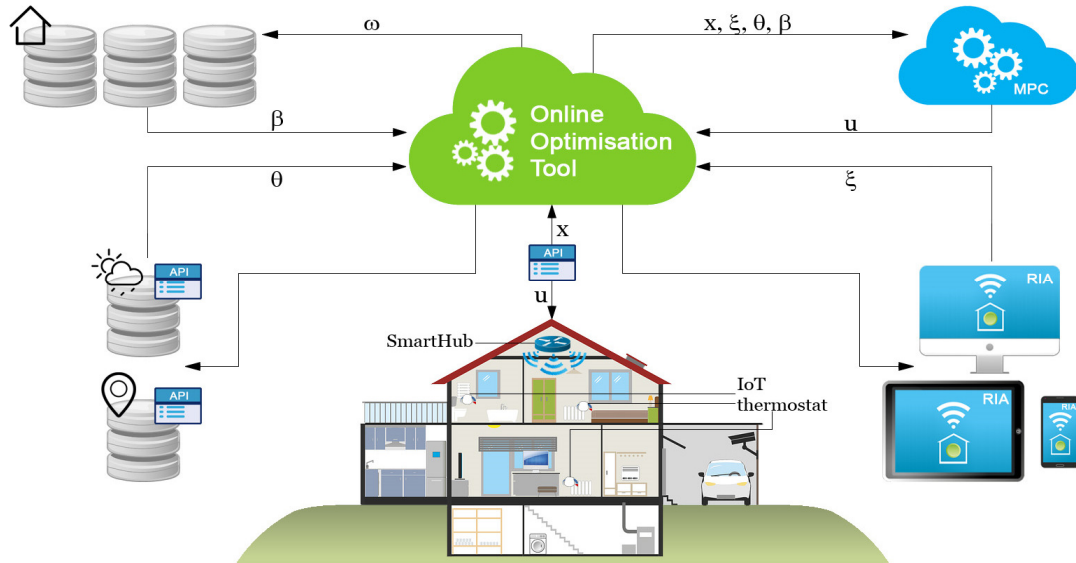 ω
x, ξ, θ, β
MPC
Online
Optimisation
Tool
β
u
θ
ξ
x
API
API
u
RIA
SmartHub
API
IoT
thermostat
RIA
RIA